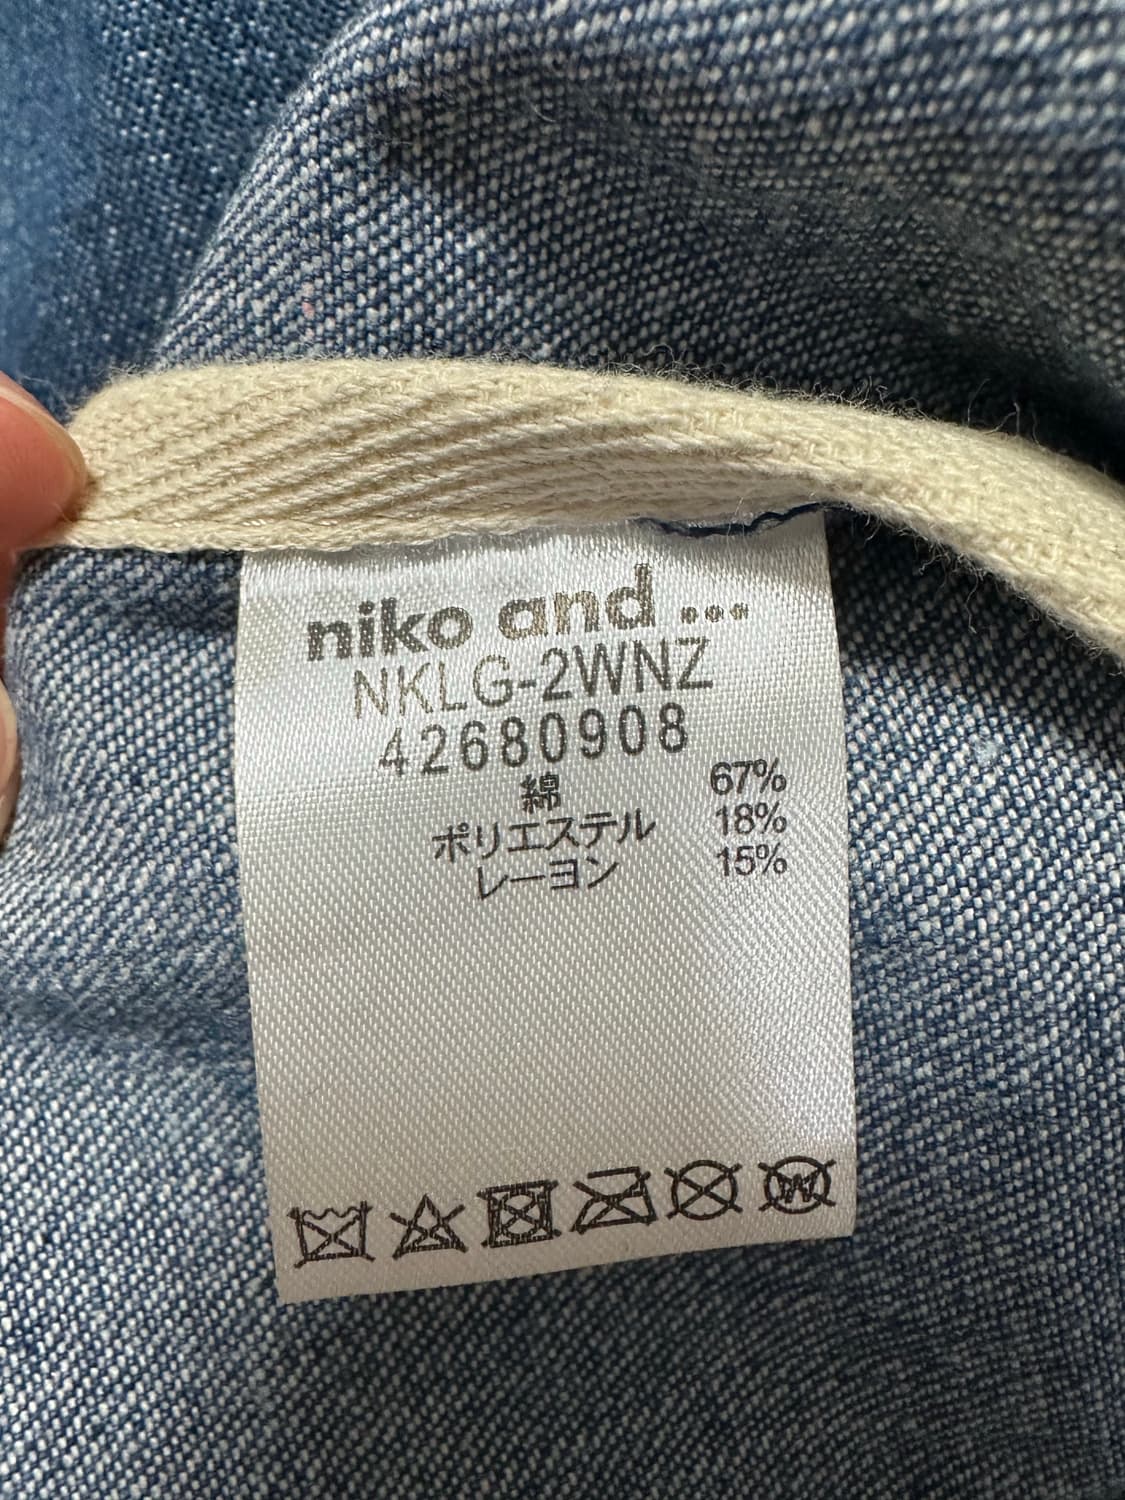 niko and ...
NKLG-2WNZ
42680908
綿 67%
ポリエステル 18%
レーヨン 15%
W